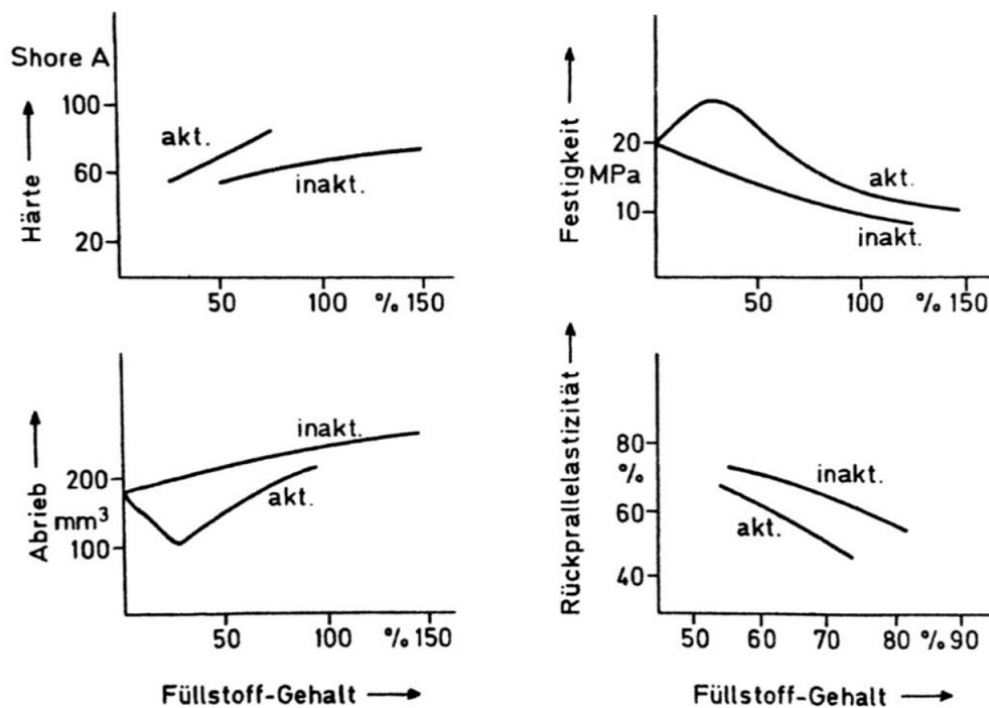 Shore A
Härte
100
60
20
akt.
inakt.
50 100 % 150
Festigkeit
20
MPa
10
akt.
inakt.
50 100 % 150
Abrieb
200
mm³
100
inakt.
akt.
50 100 % 150
Füllstoff-Gehalt
Rückprallelastizität
80
%
60
40
inakt.
akt.
50 60 70 80 % 90
Füllstoff-Gehalt